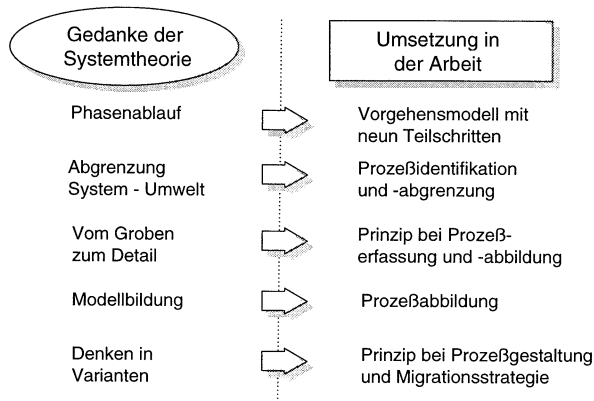 Gedanke der
Systemtheorie
Umsetzung in
der Arbeit
Phasenablauf
Vorgehensmodell mit
neun Teilschritten
Abgrenzung
System - Umwelt
Prozeßidentifikation
und -abgrenzung
Vom Groben
zum Detail
Prinzip bei Prozeß-
erfassung und -abbildung
Modellbildung
Prozeßabbildung
Denken in
Varianten
Prinzip bei Prozeßgestaltung
und Migrationsstrategie